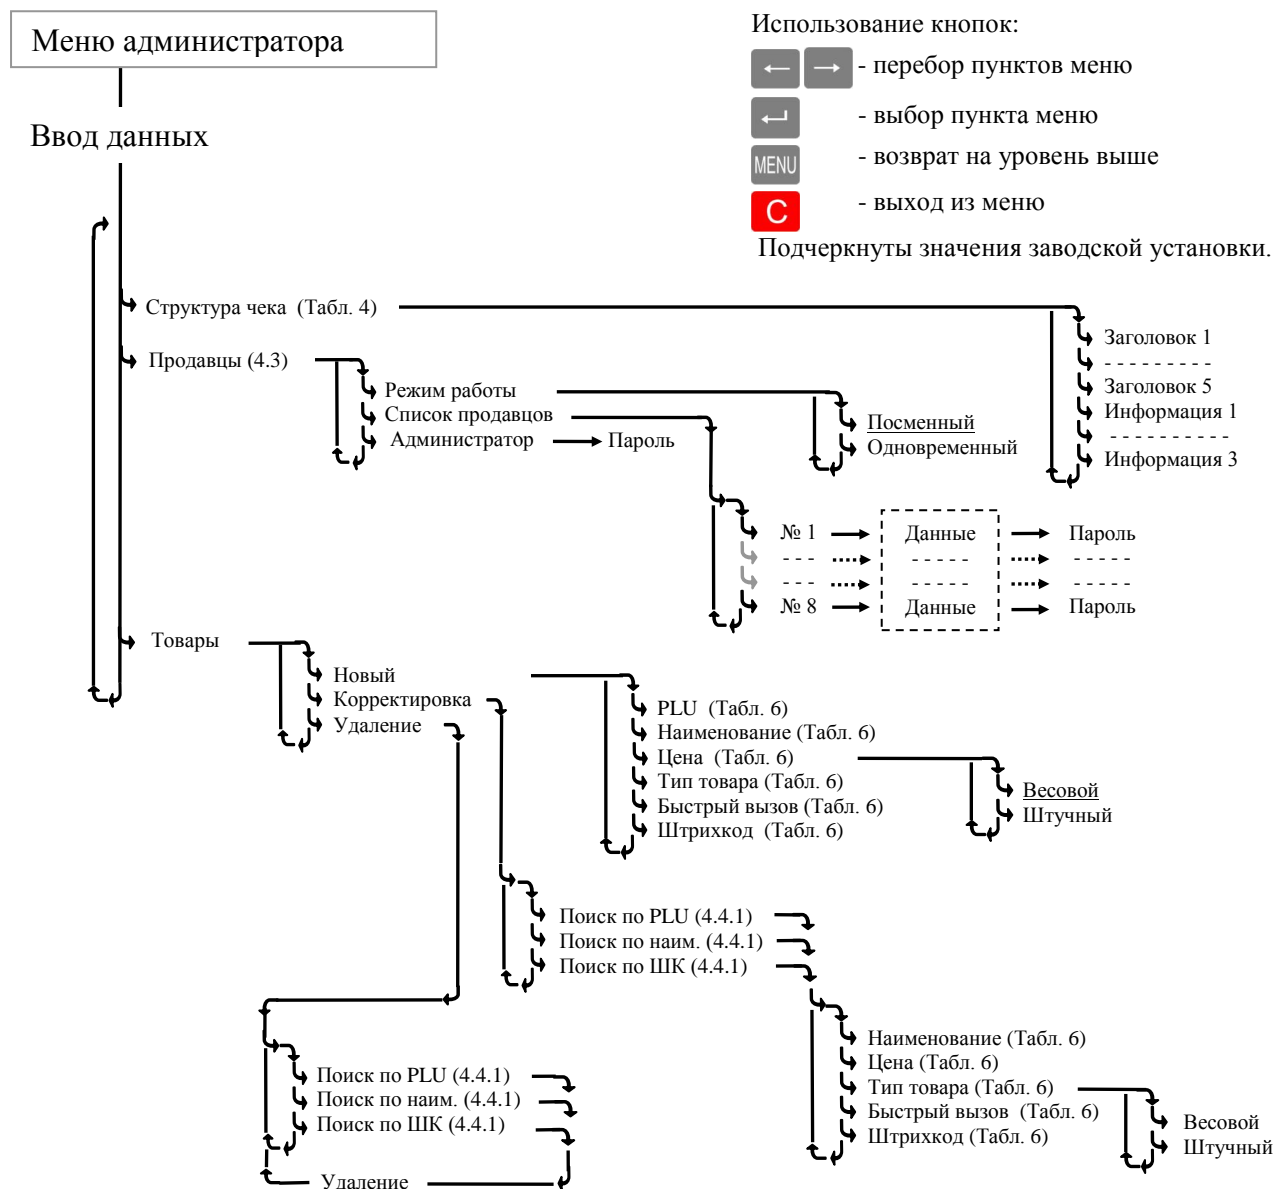 Меню администратора
Ввод данных
Использование кнопок:
← → - перебор пунктов меню
- выбор пункта меню
MENU - возврат на уровень выше
C - выход из меню
Подчеркнуты значения заводской установки.
Структура чека (Табл. 4)
Заголовок 1
- - - - - - - - -
Заголовок 5
Информация 1
- - - - - - - - - -
Информация 3
Продавцы (4.3)
Режим работы
Список продавцов
Администратор
Пароль
Посменный
Одновременный
№ 1 Данные Пароль
- - - - - - - - - - - - -
- - - - - - - - - - - - -
№ 8 Данные Пароль
Товары
Новый
Корректировка
Удаление
PLU (Табл. 6)
Наименование (Табл. 6)
Цена (Табл. 6)
Тип товара (Табл. 6)
Быстрый вызов (Табл. 6)
Штрихкод (Табл. 6)
Весовой
Штучный
Поиск по PLU (4.4.1)
Поиск по наим. (4.4.1)
Поиск по ШК (4.4.1)
Наименование (Табл. 6)
Цена (Табл. 6)
Тип товара (Табл. 6)
Быстрый вызов (Табл. 6)
Штрихкод (Табл. 6)
Весовой
Штучный
Поиск по PLU (4.4.1)
Поиск по наим. (4.4.1)
Поиск по ШК (4.4.1)
Удаление